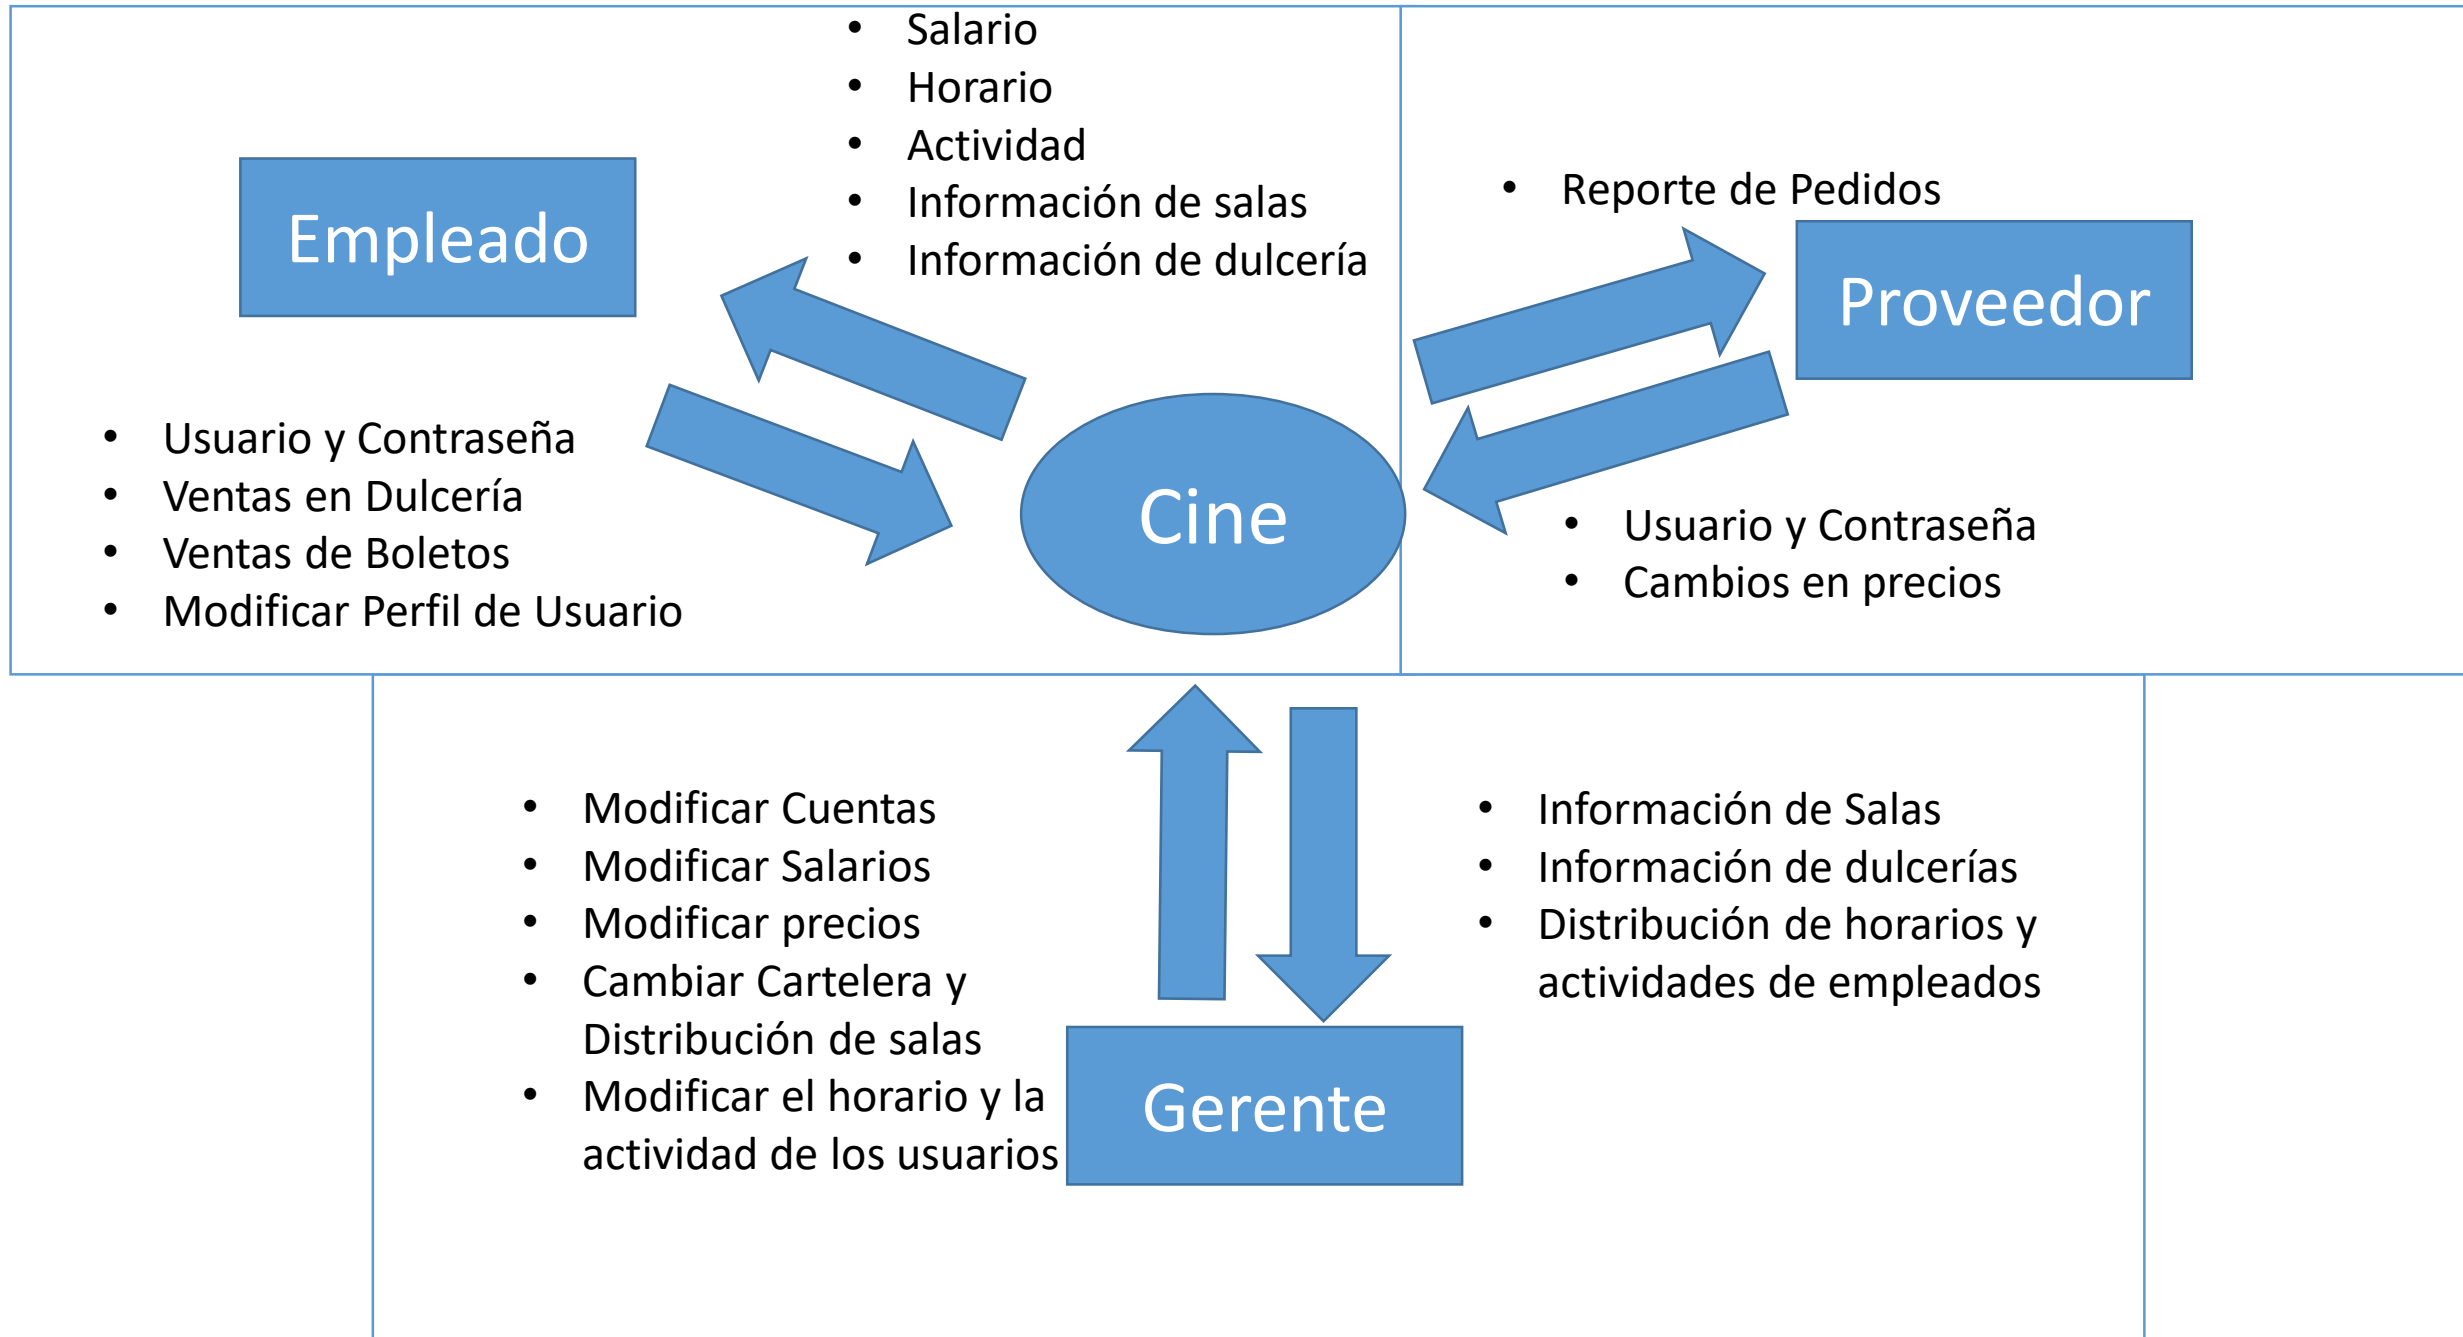 • Salario
• Horario
• Actividad
• Información de salas
• Información de dulcería
Empleado
• Usuario y Contraseña
• Ventas en Dulcería
• Ventas de Boletos
• Modificar Perfil de Usuario
Cine
• Reporte de Pedidos
Proveedor
• Usuario y Contraseña
• Cambios en precios
• Modificar Cuentas
• Modificar Salarios
• Modificar precios
• Cambiar Cartelera y
Distribución de salas
• Modificar el horario y la
actividad de los usuarios
Gerente
• Información de Salas
• Información de dulcerías
• Distribución de horarios y
actividades de empleados